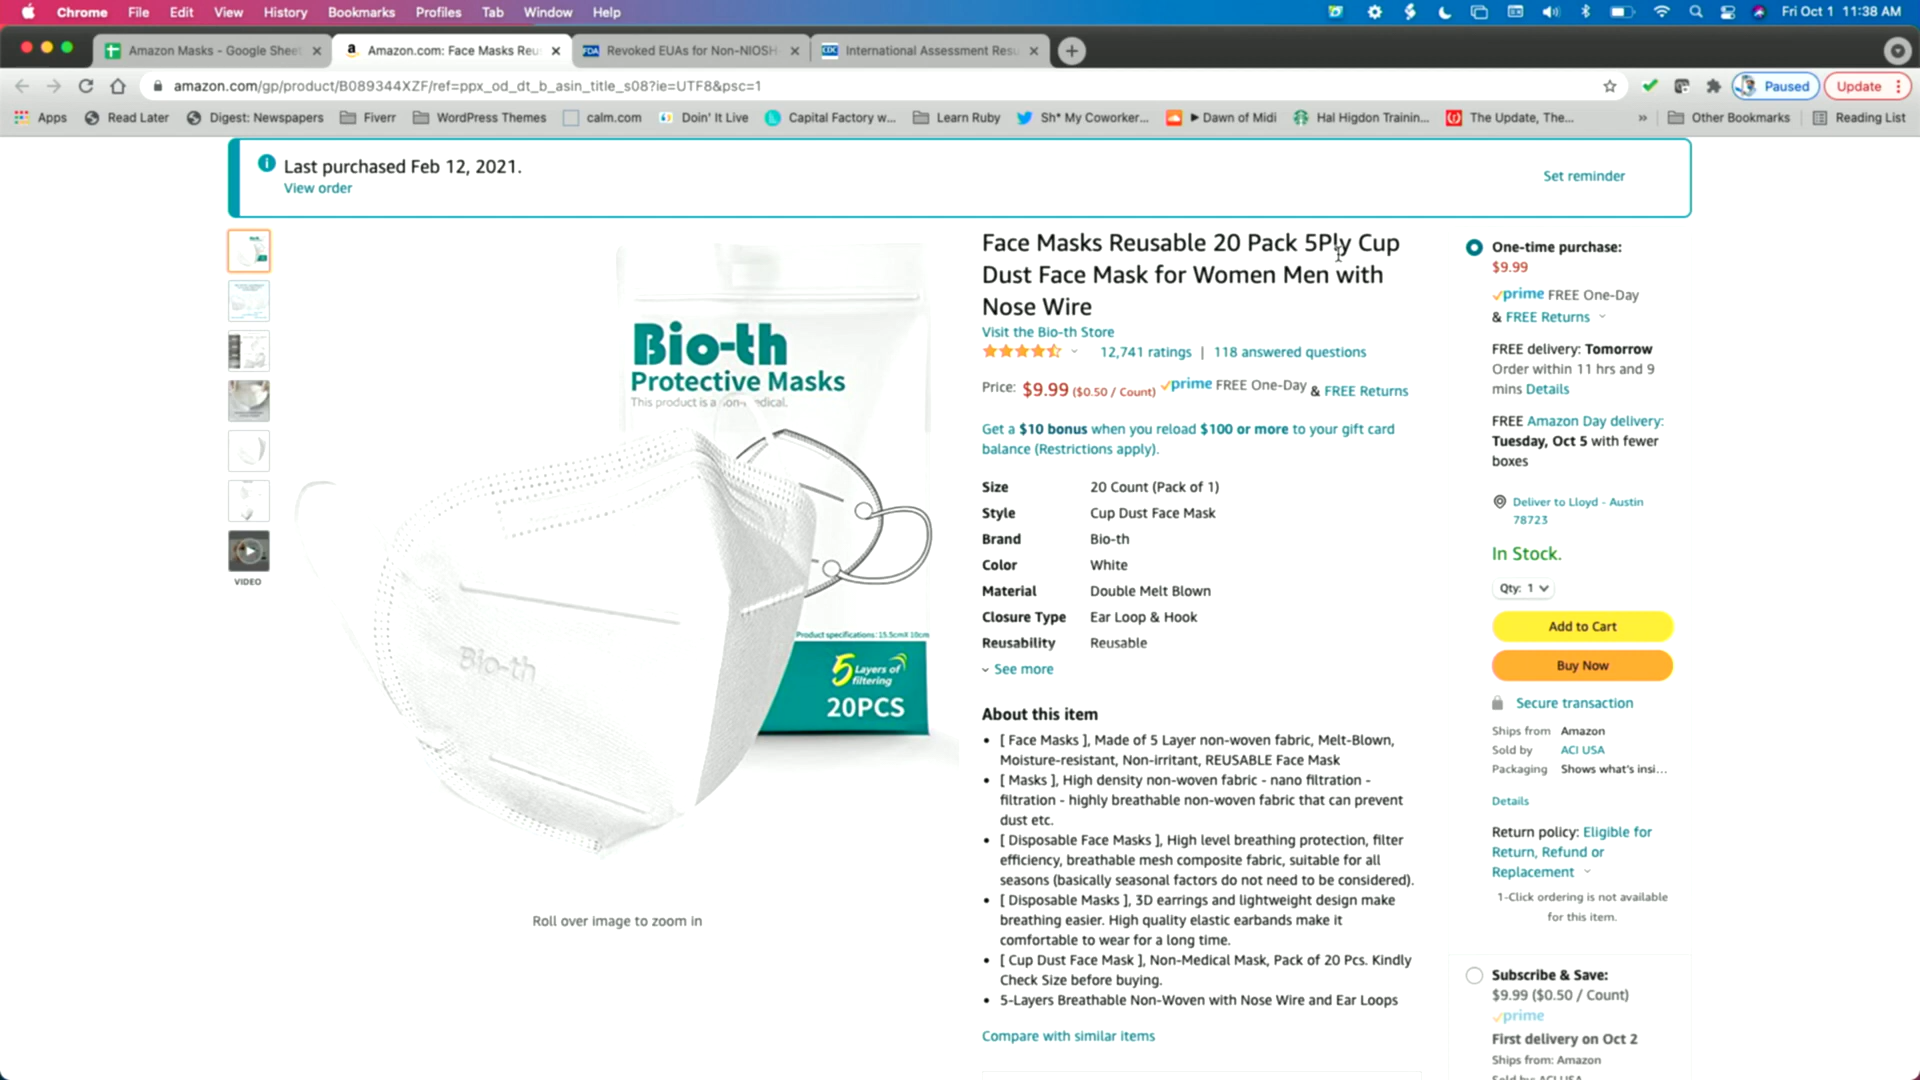 Chrome File Edit View History Bookmarks Profiles Tab Window Help Fri Oct 1 11:38 AM
Amazon Masks - Google Sheet
Amazon.com: Face Masks Reu
FDA Revoked EUAs for Non-NIOSH
CDC International Assessment Resu
amazon.com/gp/product/B089344XZF/ref=ppx_od_dt_b_asin_title_s08?ie=UTF8&psc=1
Paused
Update
Apps Read Later Digest: Newspapers Fiverr WordPress Themes calm.com Doin' It Live Capital Factory w... Learn Ruby Sh* My Coworker... Dawn of Midi Hal Higdon Trainin... The Update, The... » Other Bookmarks Reading List
Last purchased Feb 12, 2021.
View order
Set reminder
VIDEO
Bio-th
Protective Masks
This product is a non-medical.
Product specifications: 15.5cmX 10cm
5 Layers of
filtering
20PCS
Bio-th
Roll over image to zoom in
Face Masks Reusable 20 Pack 5Ply Cup
Dust Face Mask for Women Men with
Nose Wire
Visit the Bio-th Store
12,741 ratings | 118 answered questions
Price: $9.99 ($0.50 / Count) prime FREE One-Day & FREE Returns
Get a $10 bonus when you reload $100 or more to your gift card
balance (Restrictions apply).
Size 20 Count (Pack of 1)
Style Cup Dust Face Mask
Brand Bio-th
Color White
Material Double Melt Blown
Closure Type Ear Loop & Hook
Reusability Reusable
See more
About this item
• [ Face Masks ], Made of 5 Layer non-woven fabric, Melt-Blown,
Moisture-resistant, Non-irritant, REUSABLE Face Mask
• [ Masks ], High density non-woven fabric - nano filtration -
filtration - highly breathable non-woven fabric that can prevent
dust etc.
• [ Disposable Face Masks ], High level breathing protection, filter
efficiency, breathable mesh composite fabric, suitable for all
seasons (basically seasonal factors do not need to be considered).
• [ Disposable Masks ], 3D earrings and lightweight design make
breathing easier. High quality elastic earbands make it
comfortable to wear for a long time.
• [ Cup Dust Face Mask ], Non-Medical Mask, Pack of 20 Pcs. Kindly
Check Size before buying.
• 5-Layers Breathable Non-Woven with Nose Wire and Ear Loops
Compare with similar items
One-time purchase:
$9.99
prime FREE One-Day
& FREE Returns
FREE delivery: Tomorrow
Order within 11 hrs and 9
mins Details
FREE Amazon Day delivery:
Tuesday, Oct 5 with fewer
boxes
Deliver to Lloyd - Austin
78723
In Stock.
Qty: 1
Add to Cart
Buy Now
Secure transaction
Ships from Amazon
Sold by ACI USA
Packaging Shows what's insi...
Details
Return policy: Eligible for
Return, Refund or
Replacement
1-Click ordering is not available
for this item.
Subscribe & Save:
$9.99 ($0.50 / Count)
prime
First delivery on Oct 2
Ships from: Amazon
Sold by: ACI USA